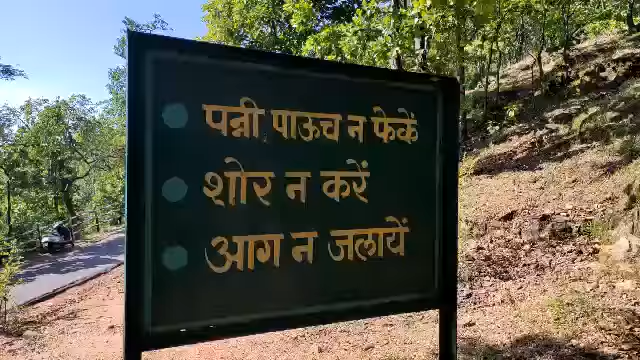 पन्नी पाऊच न फेकें
शोर न करें
आग न जलायें